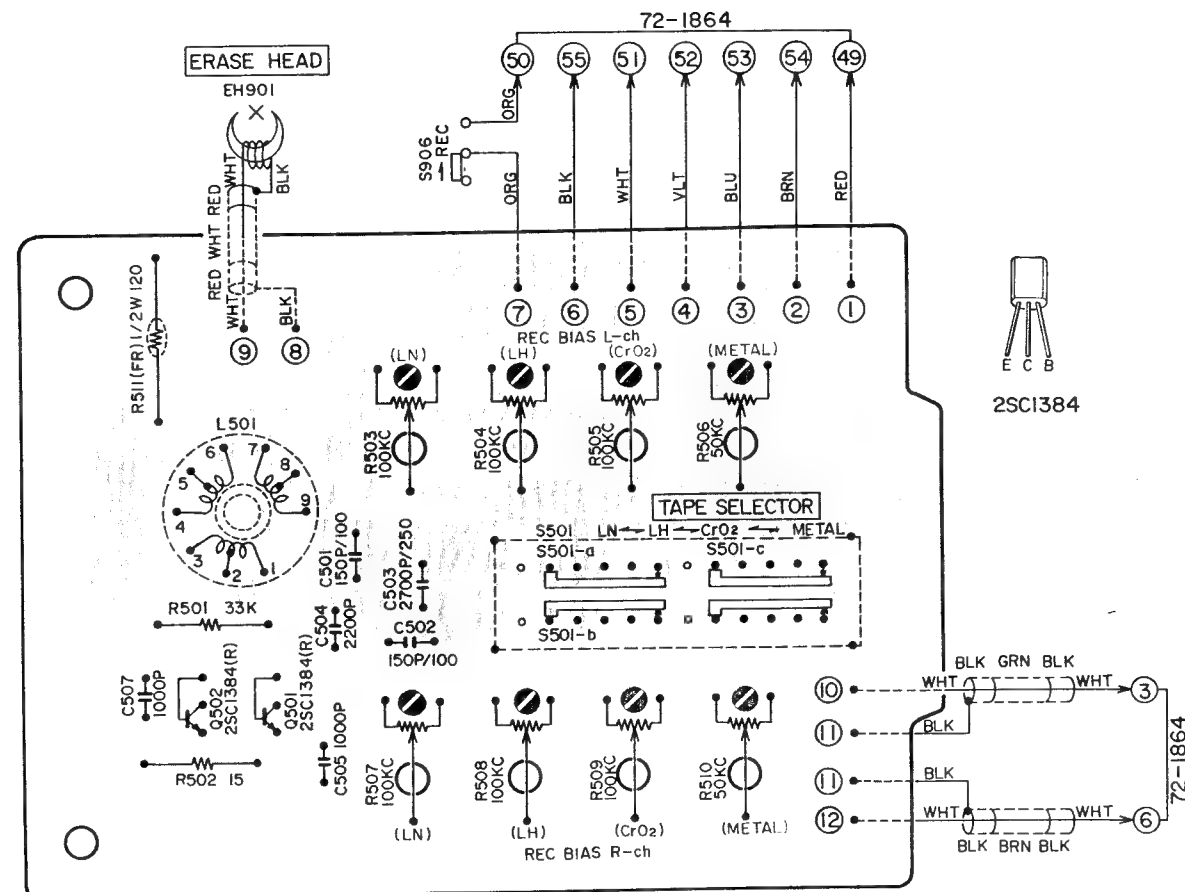 72-1864
50 55 51 52 53 54 49
ERASE HEAD
EH901
WHT
BLK
RED
WHT
RED
WHT
BLK
9 8
S906
REC
ORG
ORG BLK WHT VLT BLU BRN RED
7 6 5 4 3 2 1
REC BIAS L-ch
(LN) (LH) (CrO2) (METAL)
R511(FR)1/2W 120
R503
100KC
R504
100KC
R505
100KC
R506
50KC
E C B
2SC1384
L501
1 2 3 4 5 6 7 8 9
TAPE SELECTOR
S501 LN LH CrO2 METAL
S501-a S501-c
S501-b
C501
150P/100
C503
2700P/250
C504
2200P
C502
150P/100
R501 33K
C507
1000P
Q502
2SC1384(R)
Q501
2SC1384(R)
R502 15
C505 1000P
R507
100KC
R508
100KC
R509
100KC
R510
50KC
(LN) (LH) (CrO2) (METAL)
REC BIAS R-ch
BLK GRN BLK
10 WHT WHT 3
11 BLK
11 BLK
12 WHT WHT 6
BLK BRN BLK
72-1864